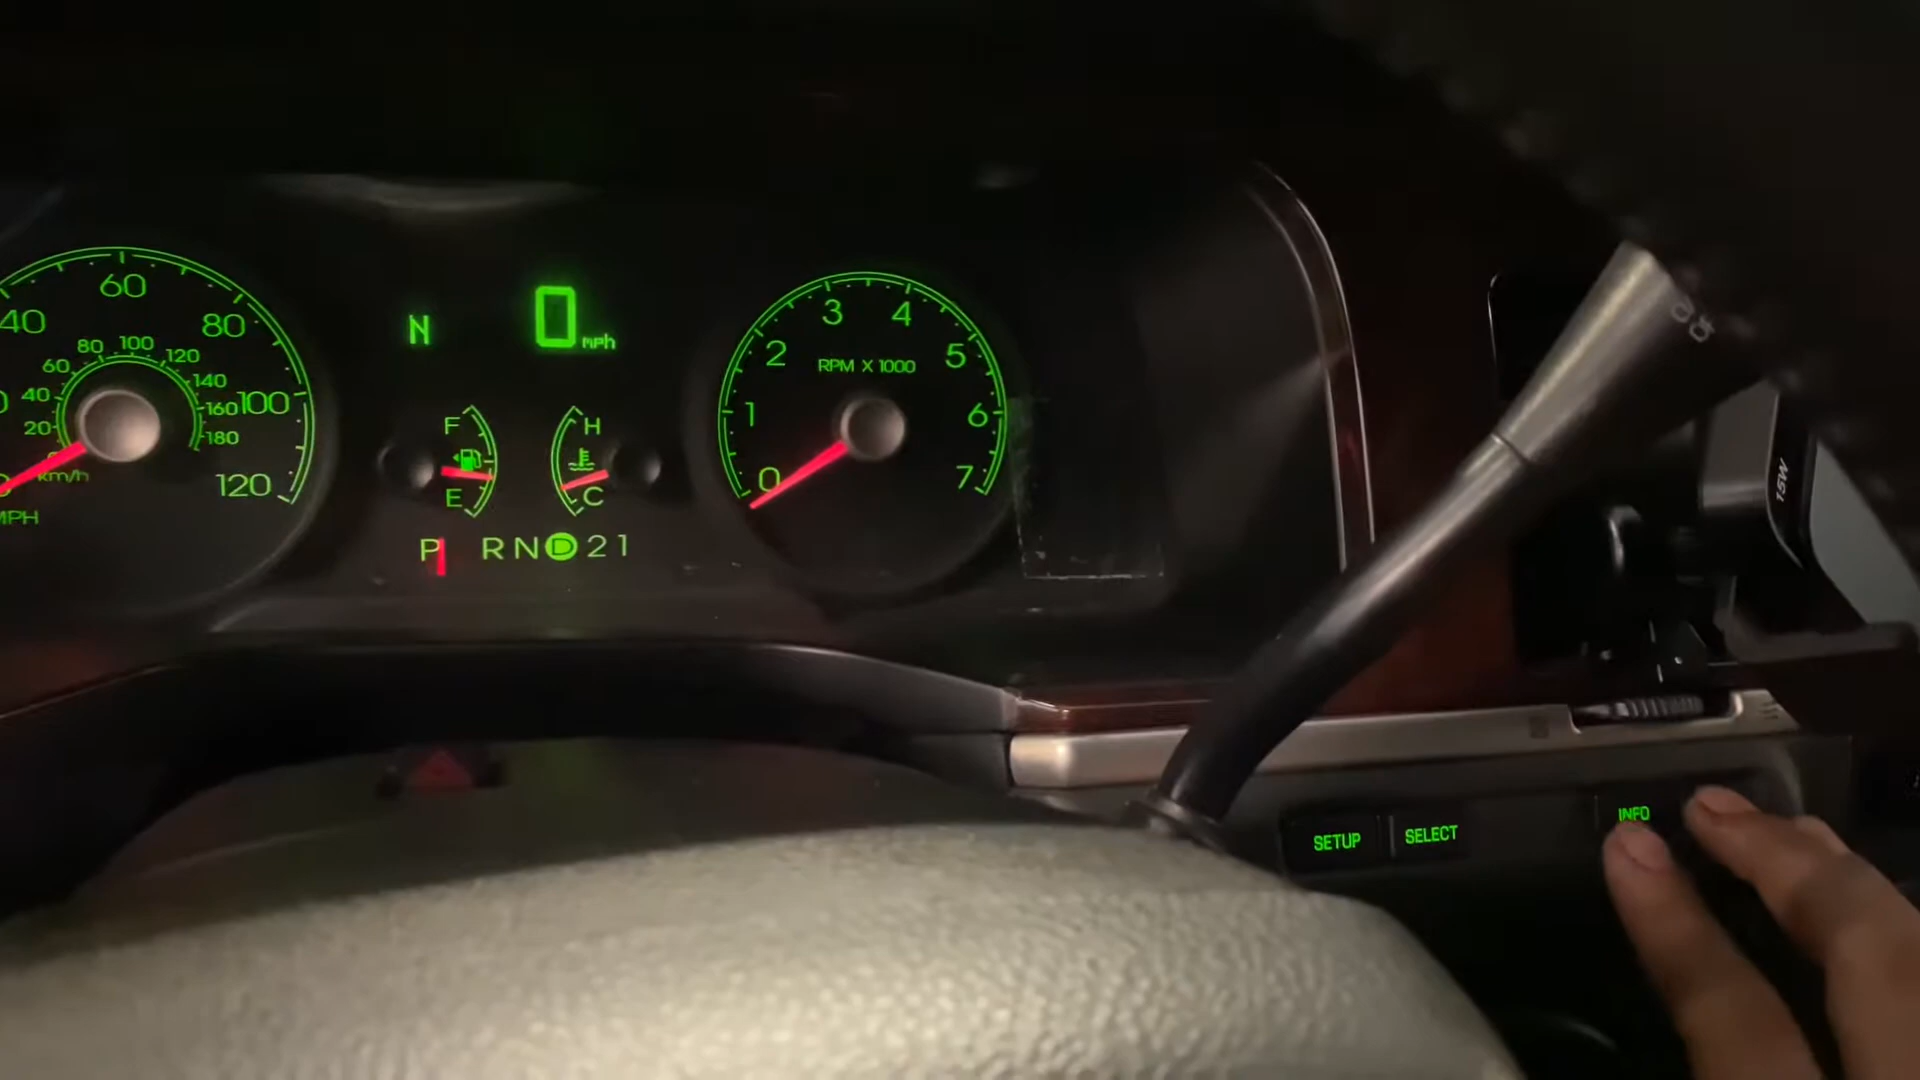 60
40
80
100
120
MPH
80 100 120
60 140
40 160
20 180
km/h
N
0 mph
F
E
H
C
P R N D 2 1
3 4
2 5
RPM X 1000
1 6
0 7
15W
SETUP
SELECT
INFO